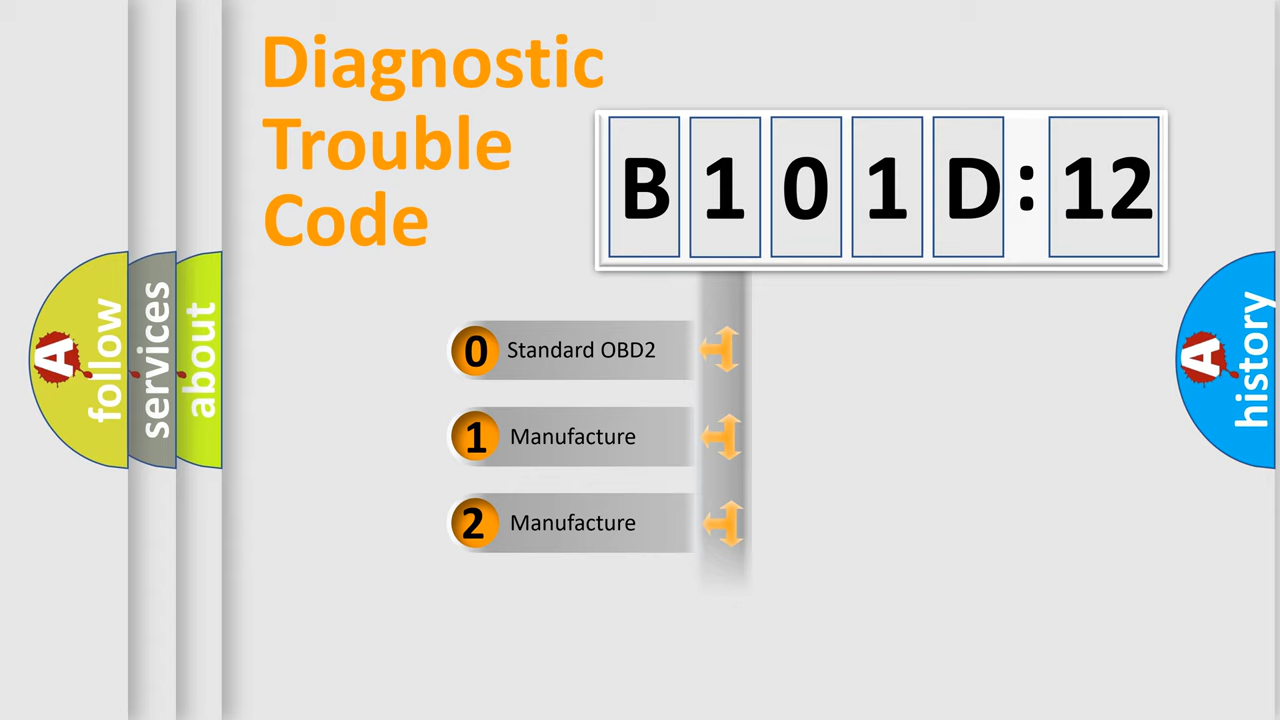 Diagnostic
Trouble
Code
B 1 0 1 D : 12
0 Standard OBD2
1 Manufacture
2 Manufacture
A follow
services
about
A history